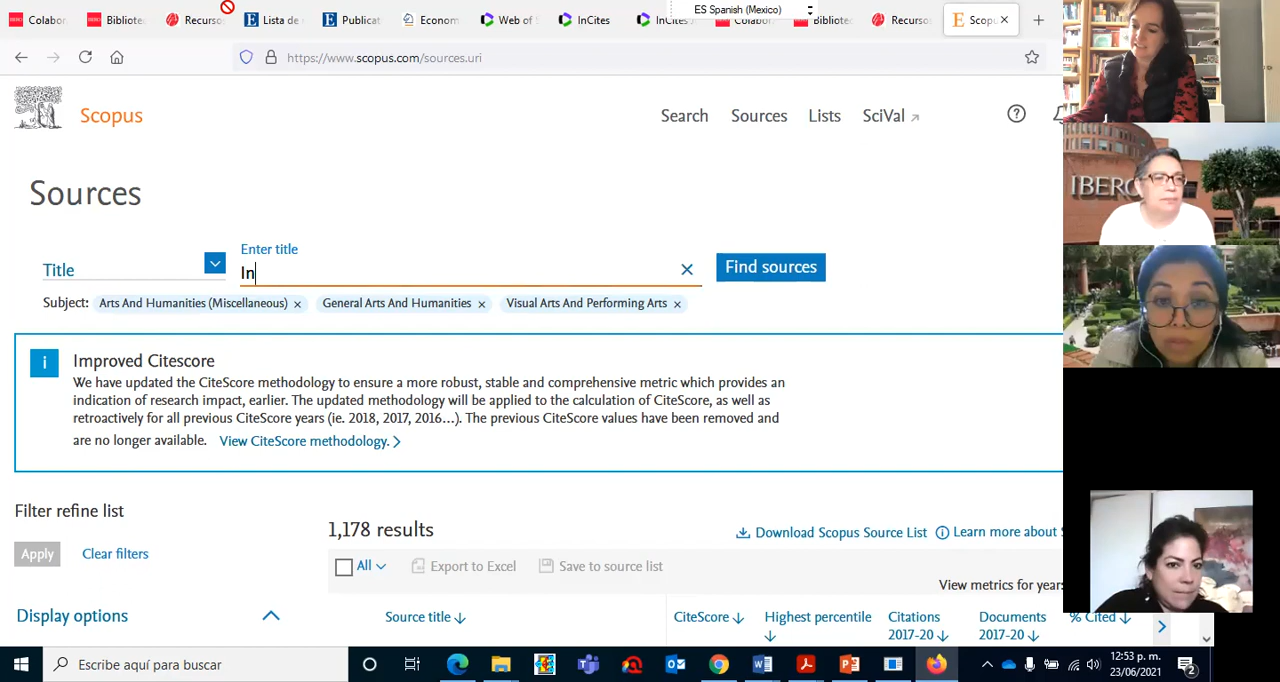 ES Spanish (Mexico)
Colabor
Bibliote
Recurso
Lista de
Publicat
Econom
Web of
InCites
InCites
Colabo
Bibliote
Recurso
Scopu
https://www.scopus.com/sources.uri
Scopus
Search Sources Lists SciVal
Sources
Enter title
Title
In
Find sources
Subject: Arts And Humanities (Miscellaneous) × General Arts And Humanities × Visual Arts And Performing Arts ×
i
Improved Citescore
We have updated the CiteScore methodology to ensure a more robust, stable and comprehensive metric which provides an
indication of research impact, earlier. The updated methodology will be applied to the calculation of CiteScore, as well as
retroactively for all previous CiteScore years (ie. 2018, 2017, 2016...). The previous CiteScore values have been removed and
are no longer available. View CiteScore methodology. >
Filter refine list
Apply Clear filters
1,178 results
Download Scopus Source List Learn more about
All Export to Excel Save to source list
View metrics for year:
Display options
Source title CiteScore Highest percentile Citations 2017-20 Documents 2017-20 % Cited
Escribe aquí para buscar
12:53 p. m.
23/06/2021
2
IBERO